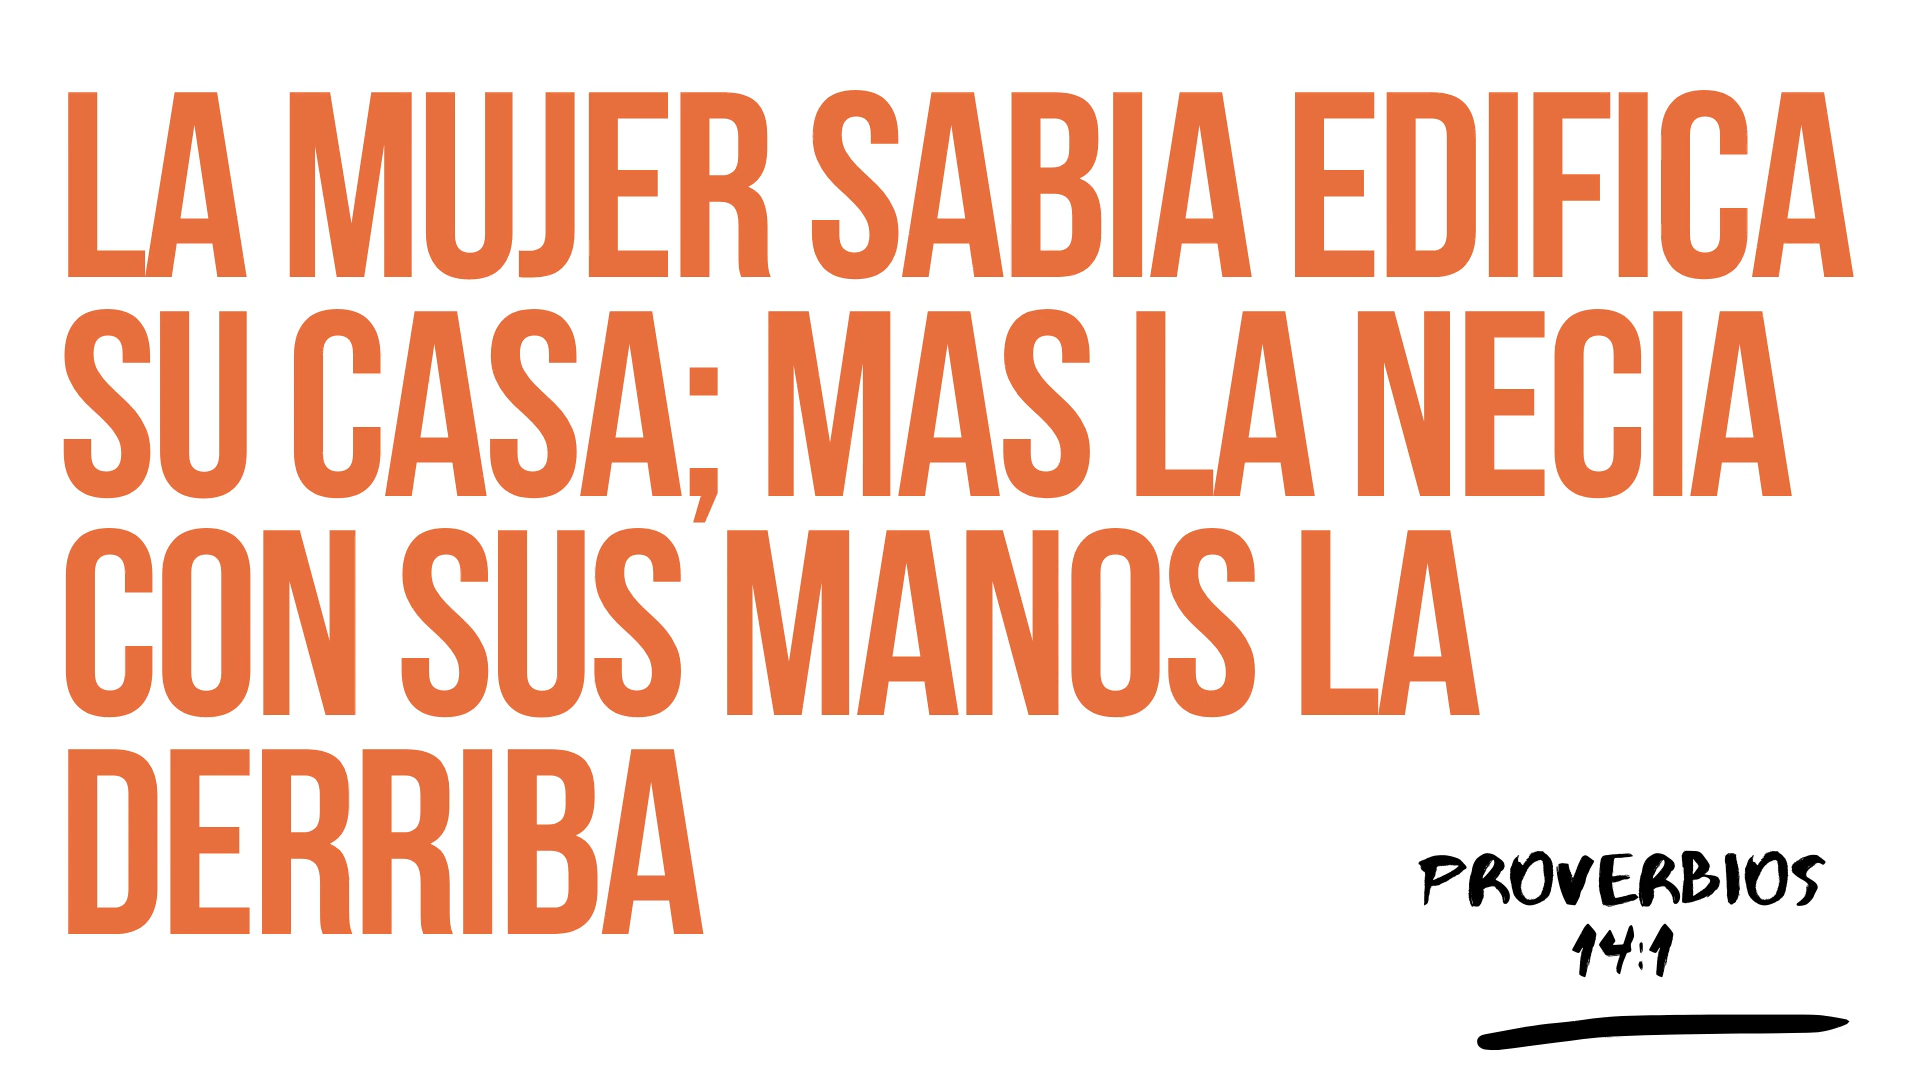 LA MUJER SABIA EDIFICA
SU CASA; MAS LA NECIA
CON SUS MANOS LA
DERRIBA
PROVERBIOS
14:1